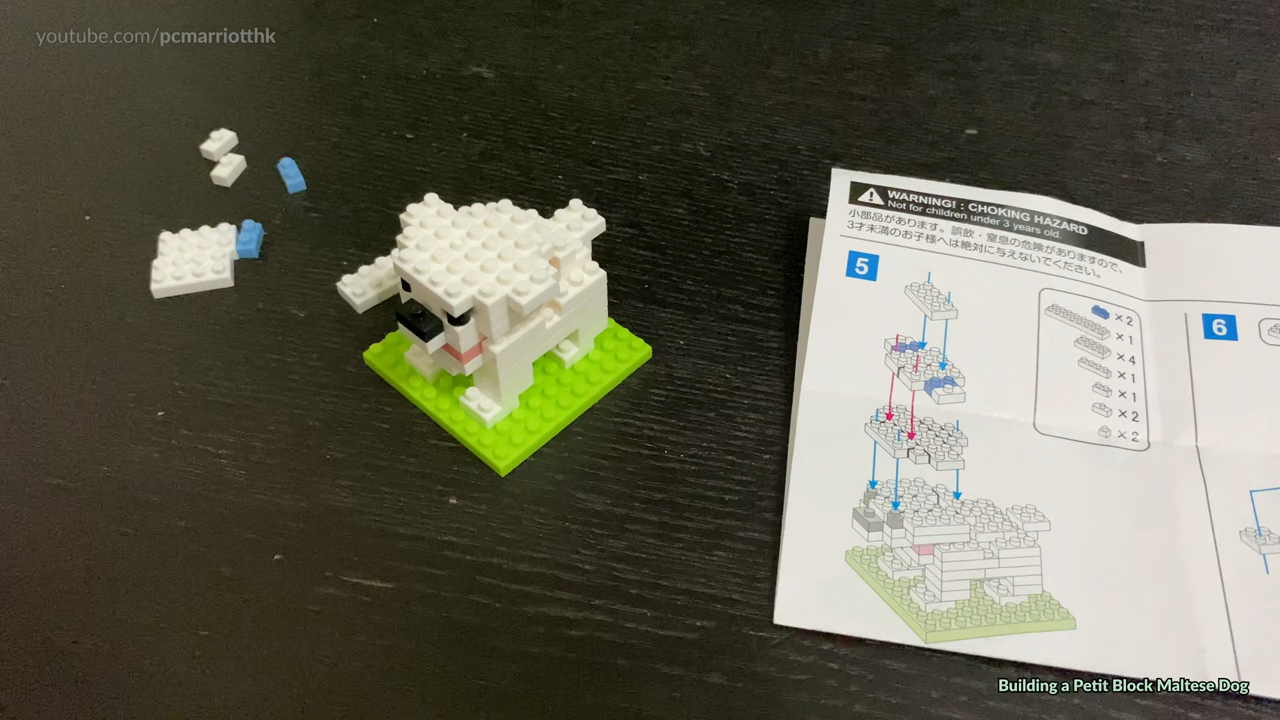 youtube.com/pcmarriotthk
WARNING! : CHOKING HAZARD
Not for children under 3 years old.
小部品があります。誤飲・窒息の危険がありますので、
3才未満のお子様へは絶対に与えないでください。
5
×2
×1
×4
×1
×1
×2
×2
6
Building a Petit Block Maltese Dog